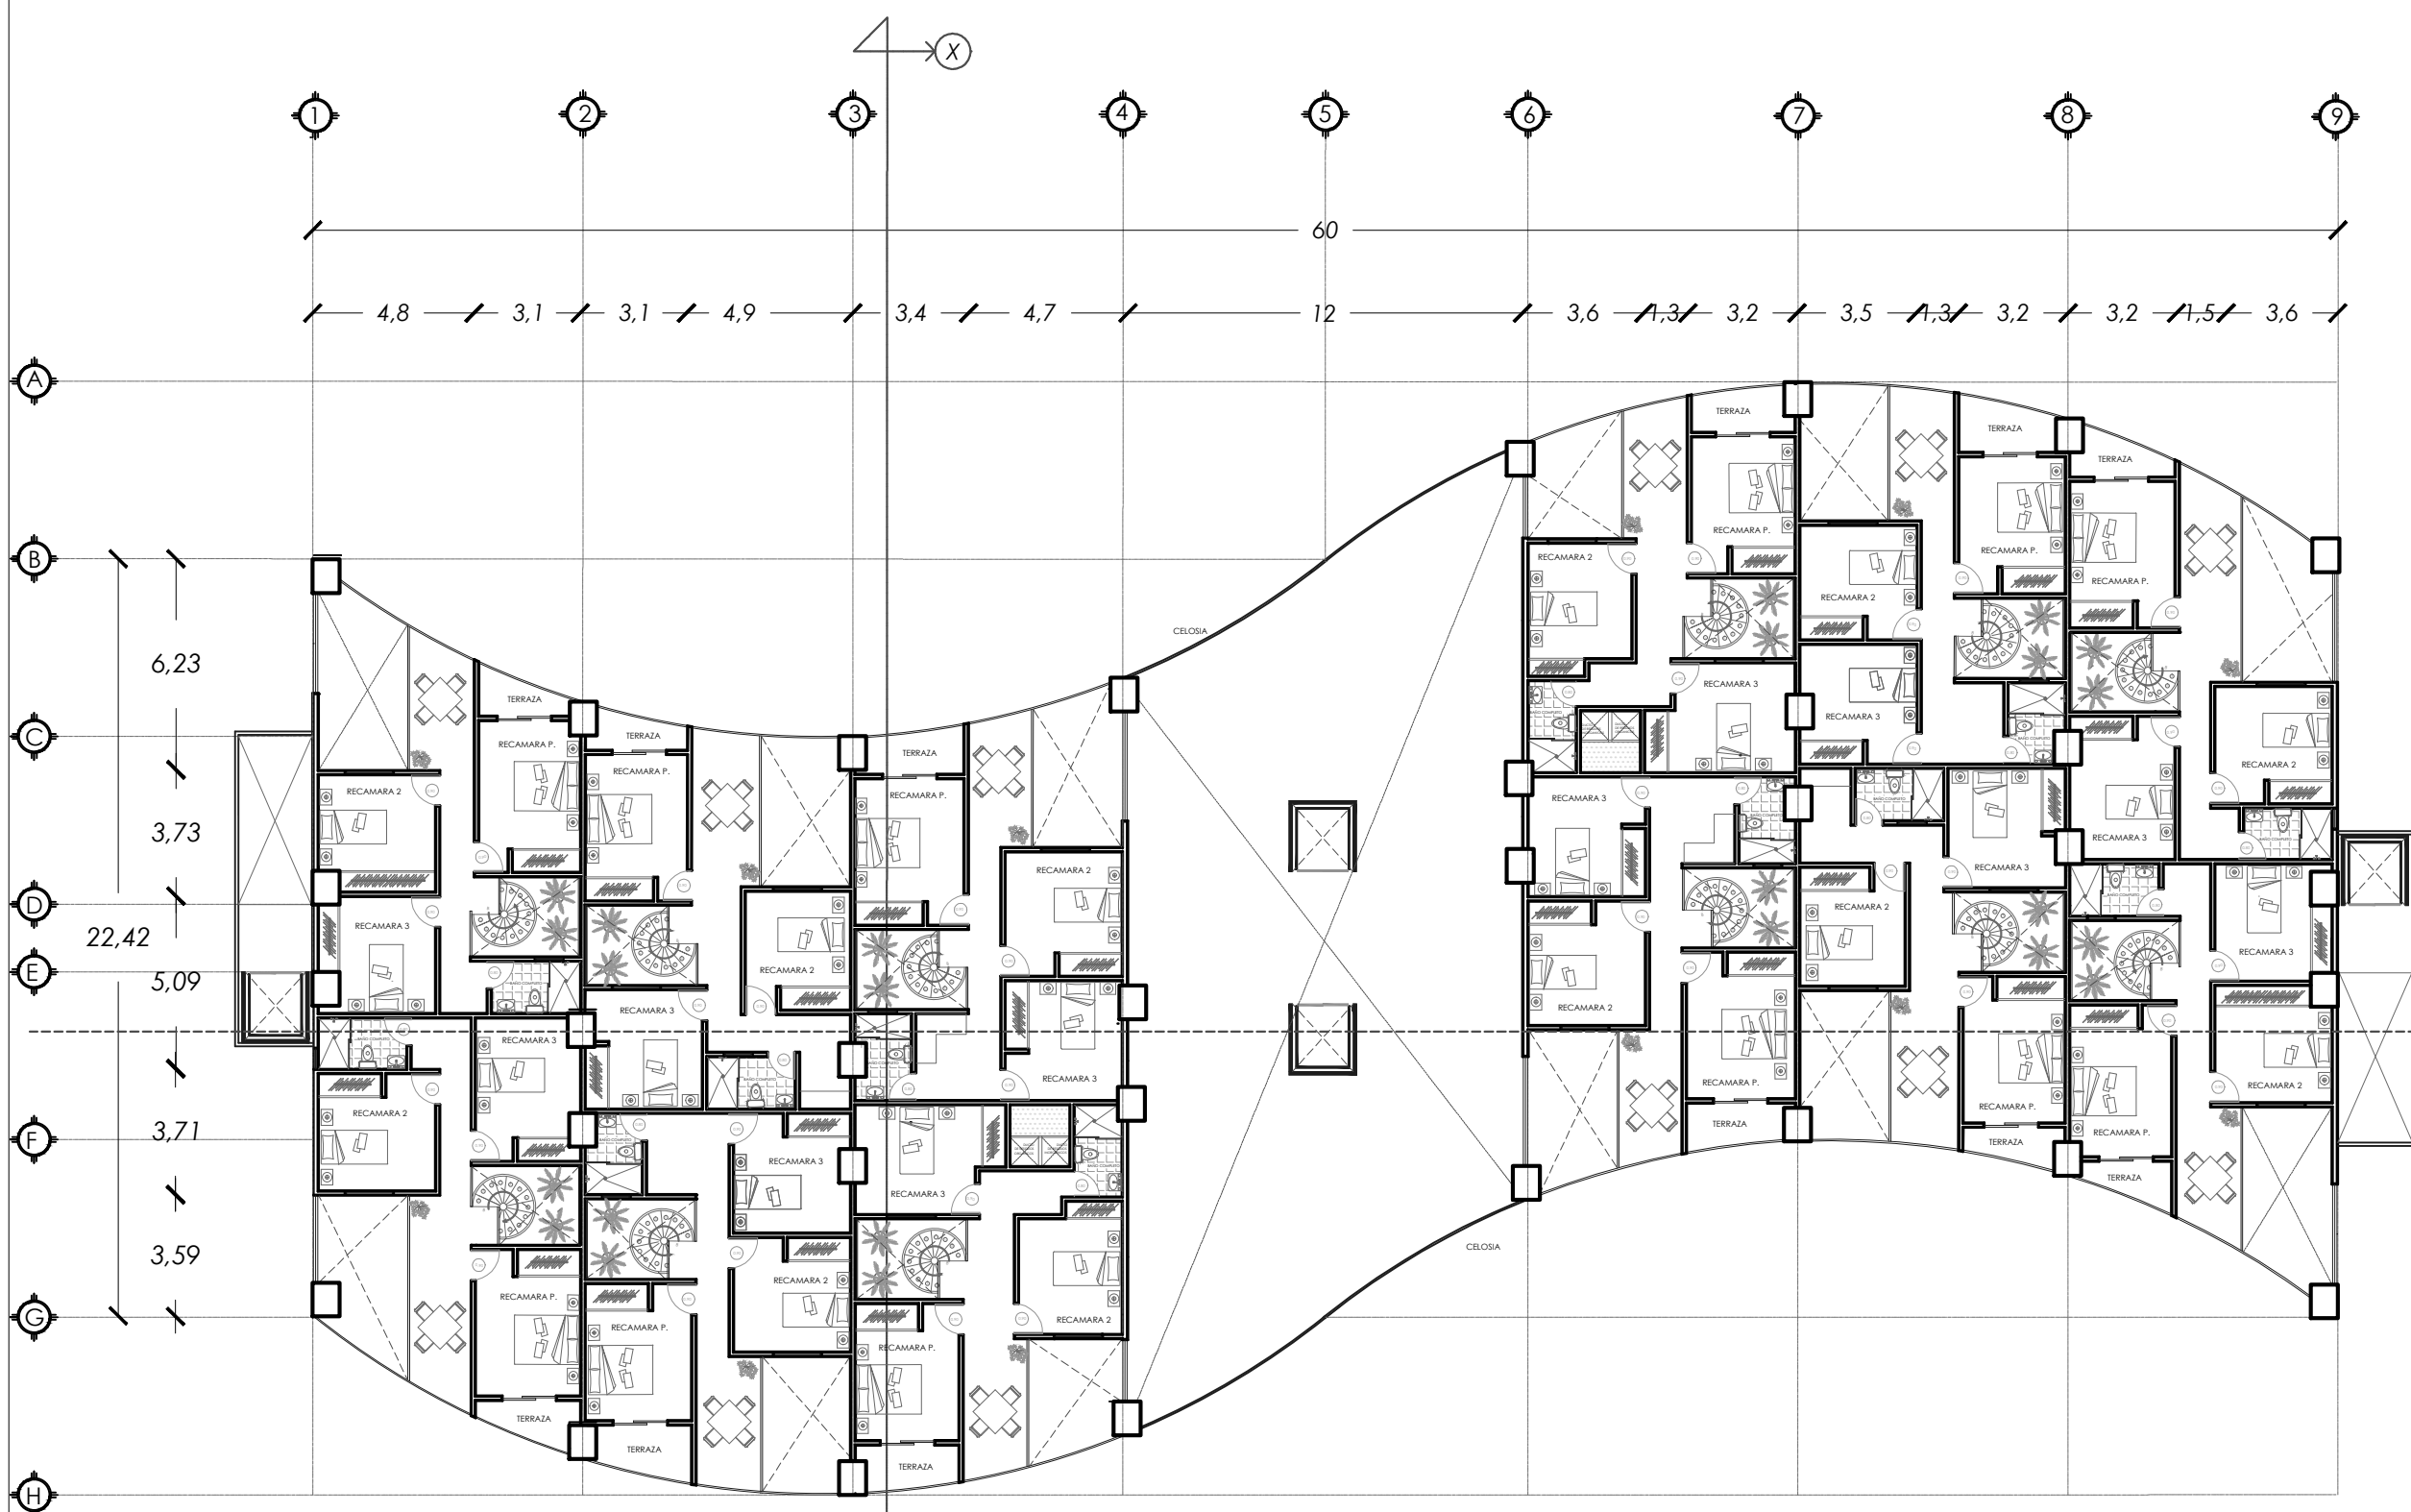 X
1 2 3 4 5 6 7 8 9
60
4,8 3,1 3,1 4,9 3,4 4,7 12 3,6 1,3 3,2 3,5 1,3 3,2 3,2 1,5 3,6
A
TERRAZA
TERRAZA
TERRAZA
RECAMARA P.
RECAMARA 2
RECAMARA P.
B
RECAMARA P.
RECAMARA 2
CELOSIA
6,23
RECAMARA 3
TERRAZA
RECAMARA 3
C
TERRAZA
RECAMARA P.
TERRAZA
RECAMARA 2
RECAMARA P.
RECAMARA 2
RECAMARA P.
RECAMARA 3
3,73
RECAMARA 3
RECAMARA 2
RECAMARA 3
D
RECAMARA 2
RECAMARA 3
22,42
RECAMARA 3
E
RECAMARA 2
5,09
RECAMARA 3
RECAMARA 2
RECAMARA 3
RECAMARA 3
RECAMARA P.
RECAMARA 2
RECAMARA 2
RECAMARA P.
TERRAZA
F
3,71
RECAMARA P.
TERRAZA
RECAMARA 3
TERRAZA
RECAMARA 3
CELOSIA
3,59
RECAMARA 2
RECAMARA P.
G
RECAMARA P.
RECAMARA 2
RECAMARA P.
TERRAZA
TERRAZA
TERRAZA
H